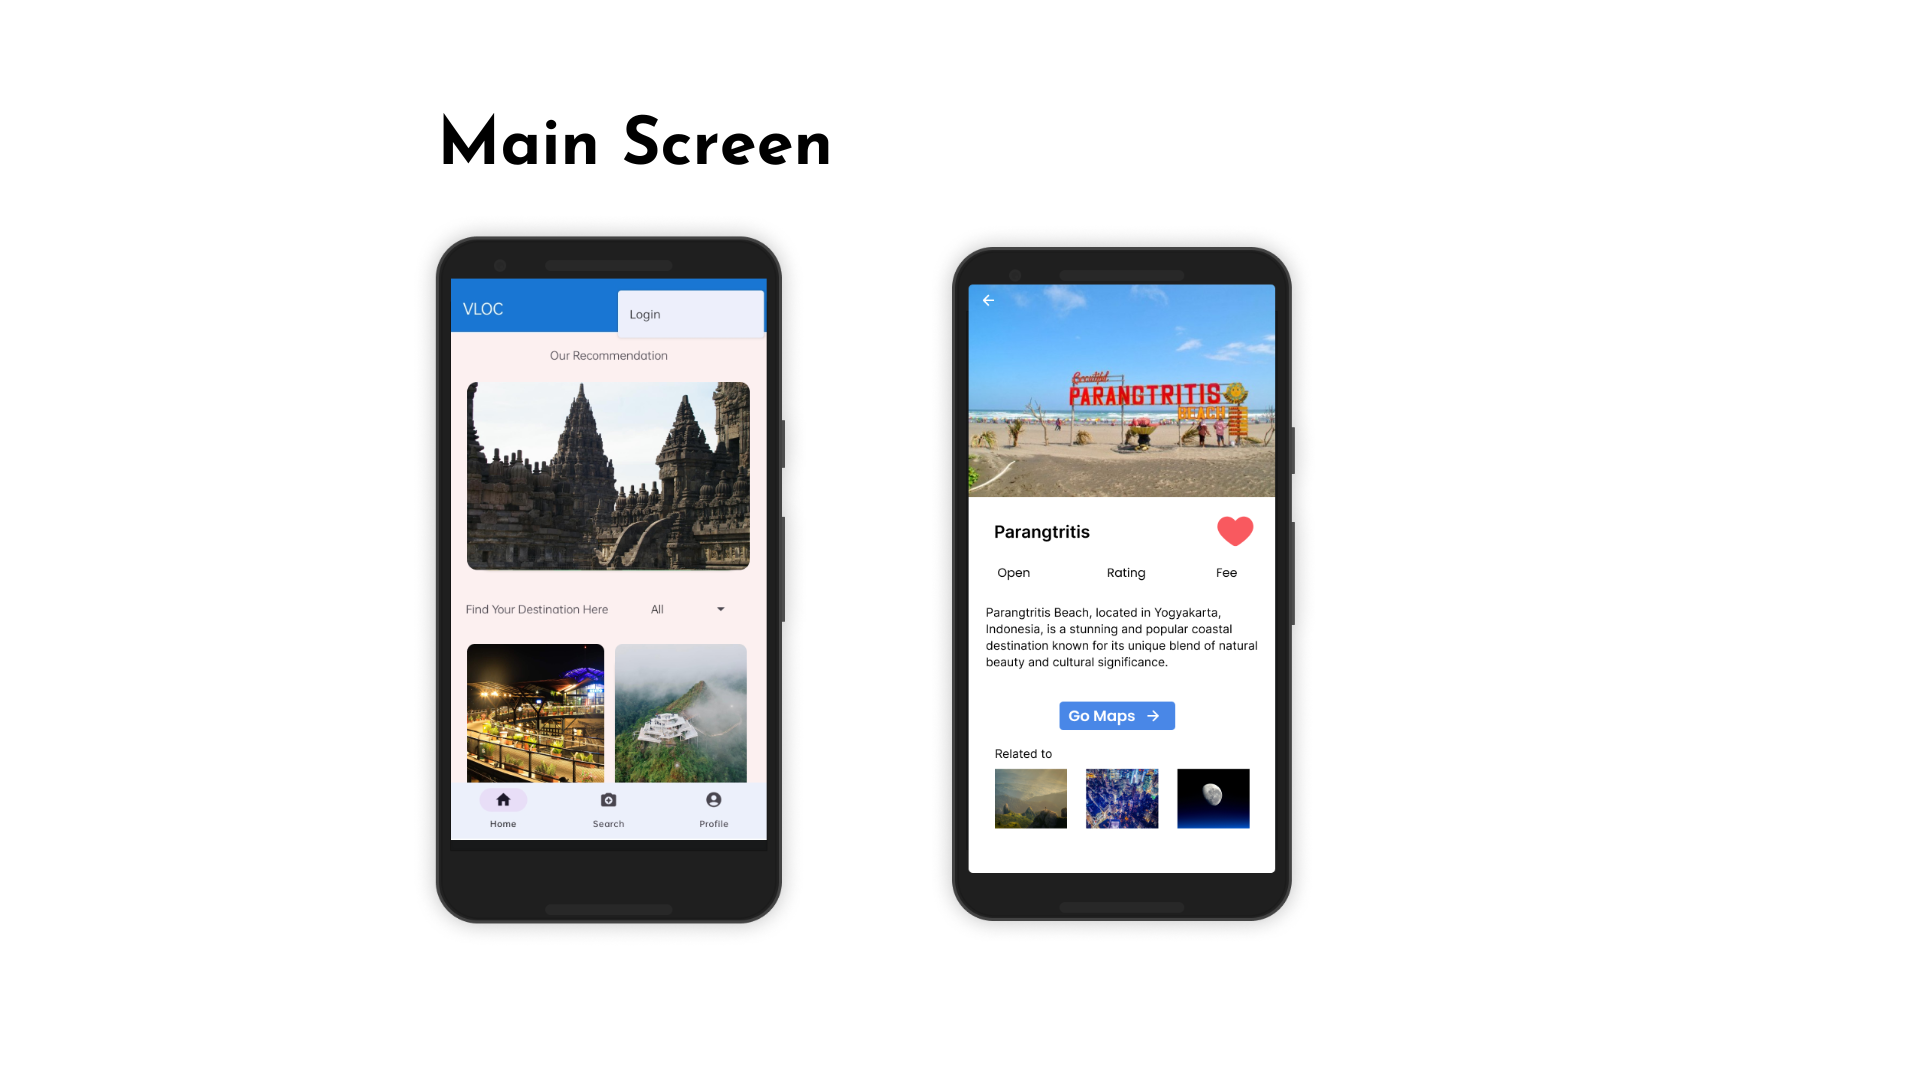 Main Screen
VLOC
Login
Our Recommendation
Find Your Destination Here
All
Home
Search
Profile
Beautiful
PARANGTRITIS
BEACH
Parangtritis
Open
Rating
Fee
Parangtritis Beach, located in Yogyakarta,
Indonesia, is a stunning and popular coastal
destination known for its unique blend of natural
beauty and cultural significance.
Go Maps
Related to